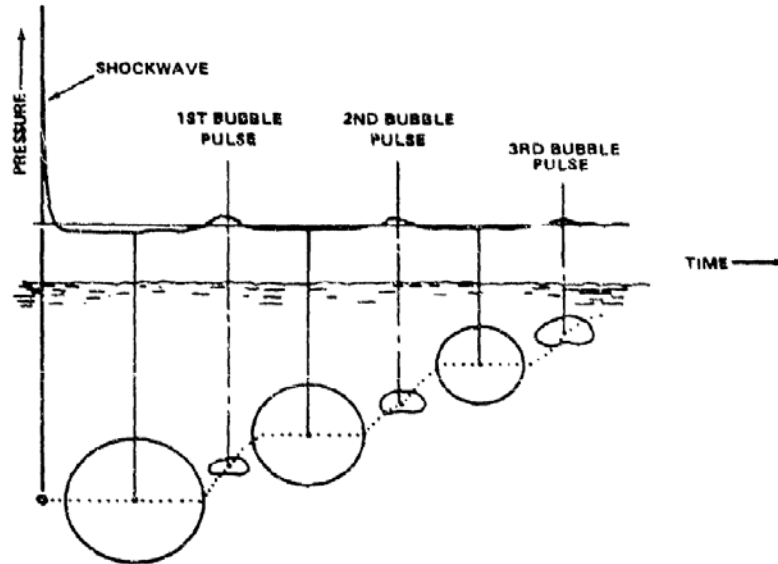 PRESSURE
SHOCKWAVE
1ST BUBBLE
PULSE
2ND BUBBLE
PULSE
3RD BUBBLE
PULSE
TIME